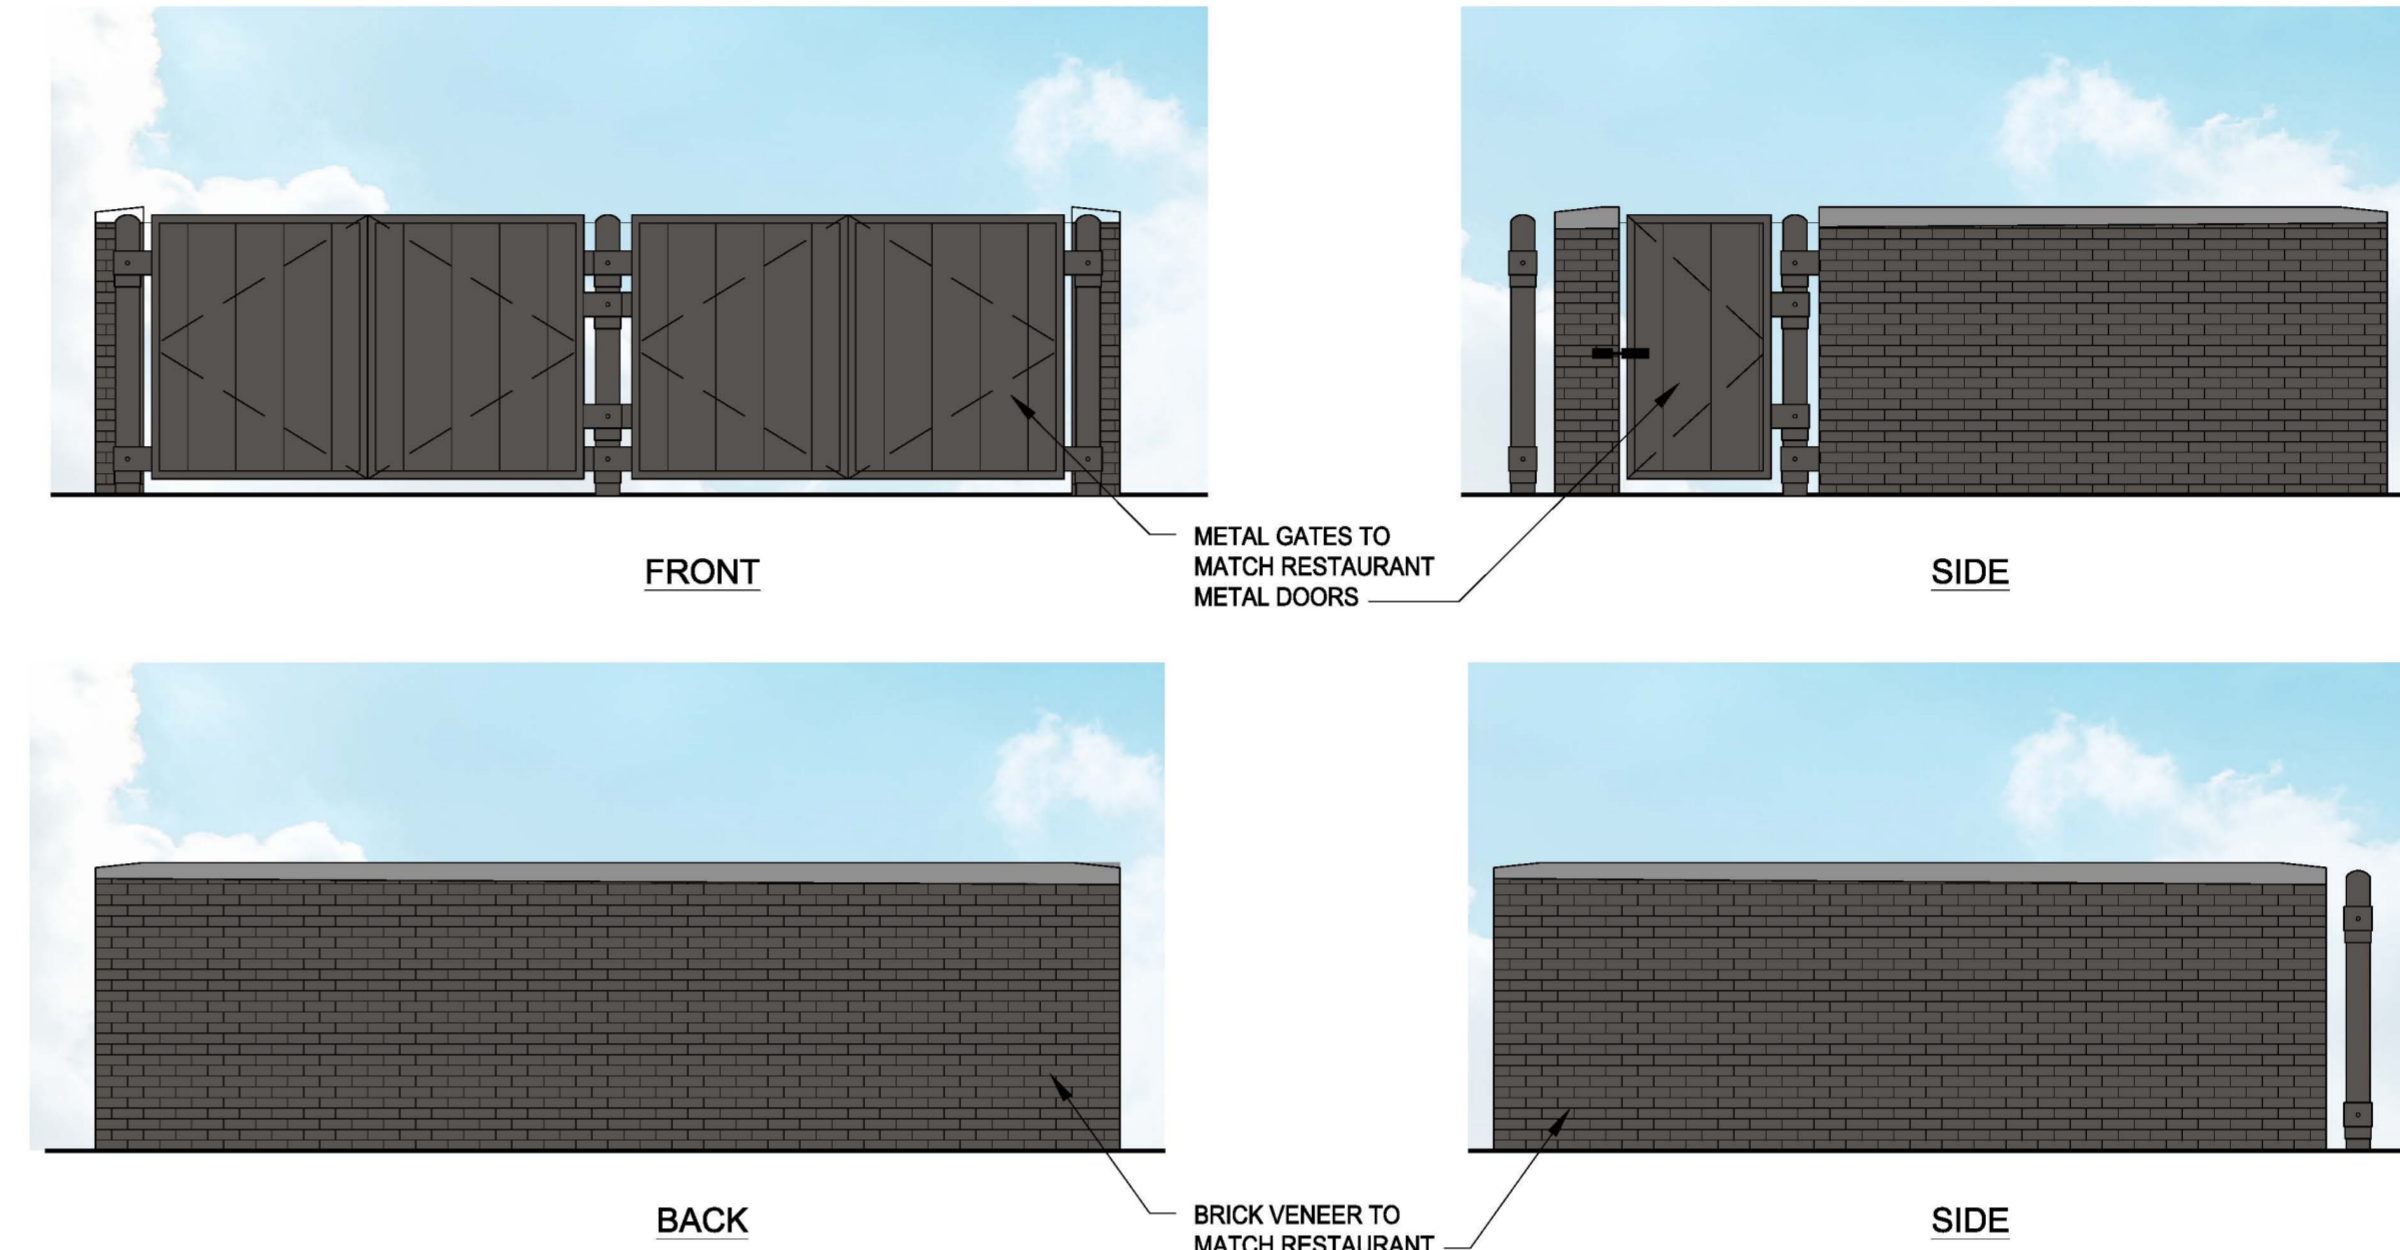 FRONT
METAL GATES TO
MATCH RESTAURANT
METAL DOORS
SIDE
BACK
BRICK VENEER TO
MATCH RESTAURANT
SIDE